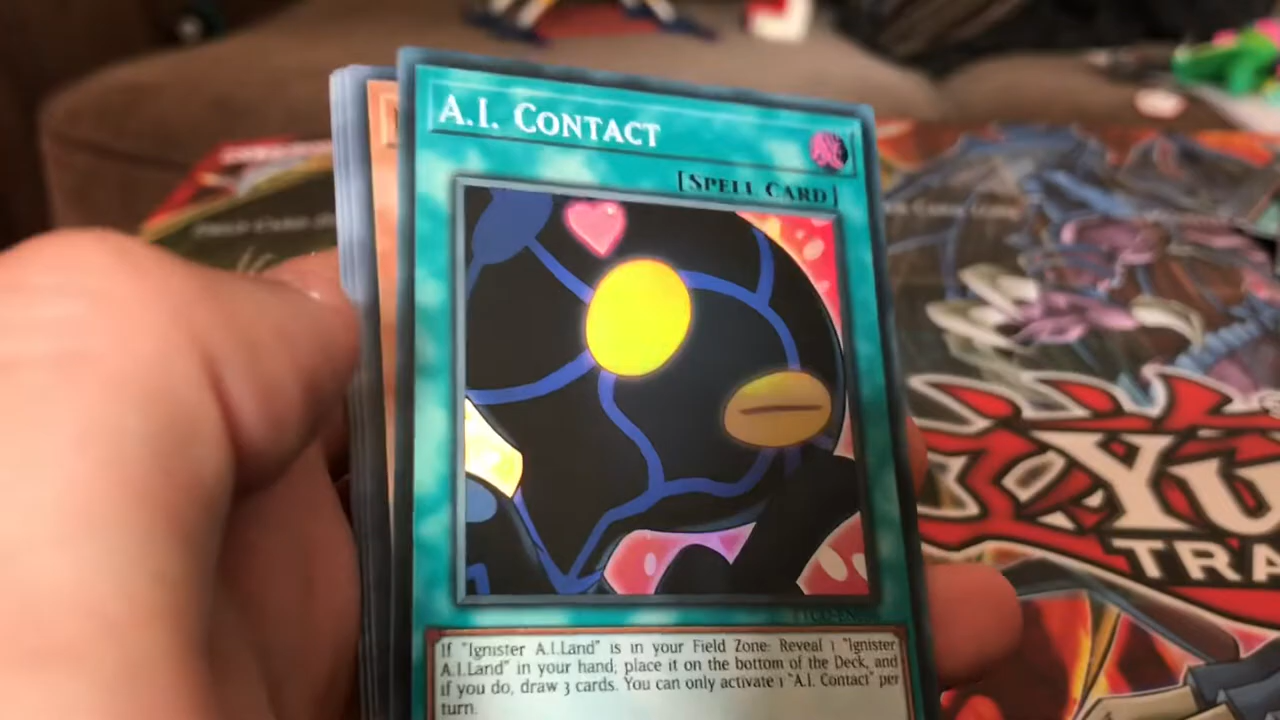 A.I. CONTACT
[SPELL CARD]
If "Ignister A.I.Land" is in your Field Zone: Reveal 1 "Ignister
A.I.Land" in your hand; place it on the bottom of the Deck, and
if you do, draw 3 cards. You can only activate 1 "A.I. Contact" per
turn.
YU
TRA